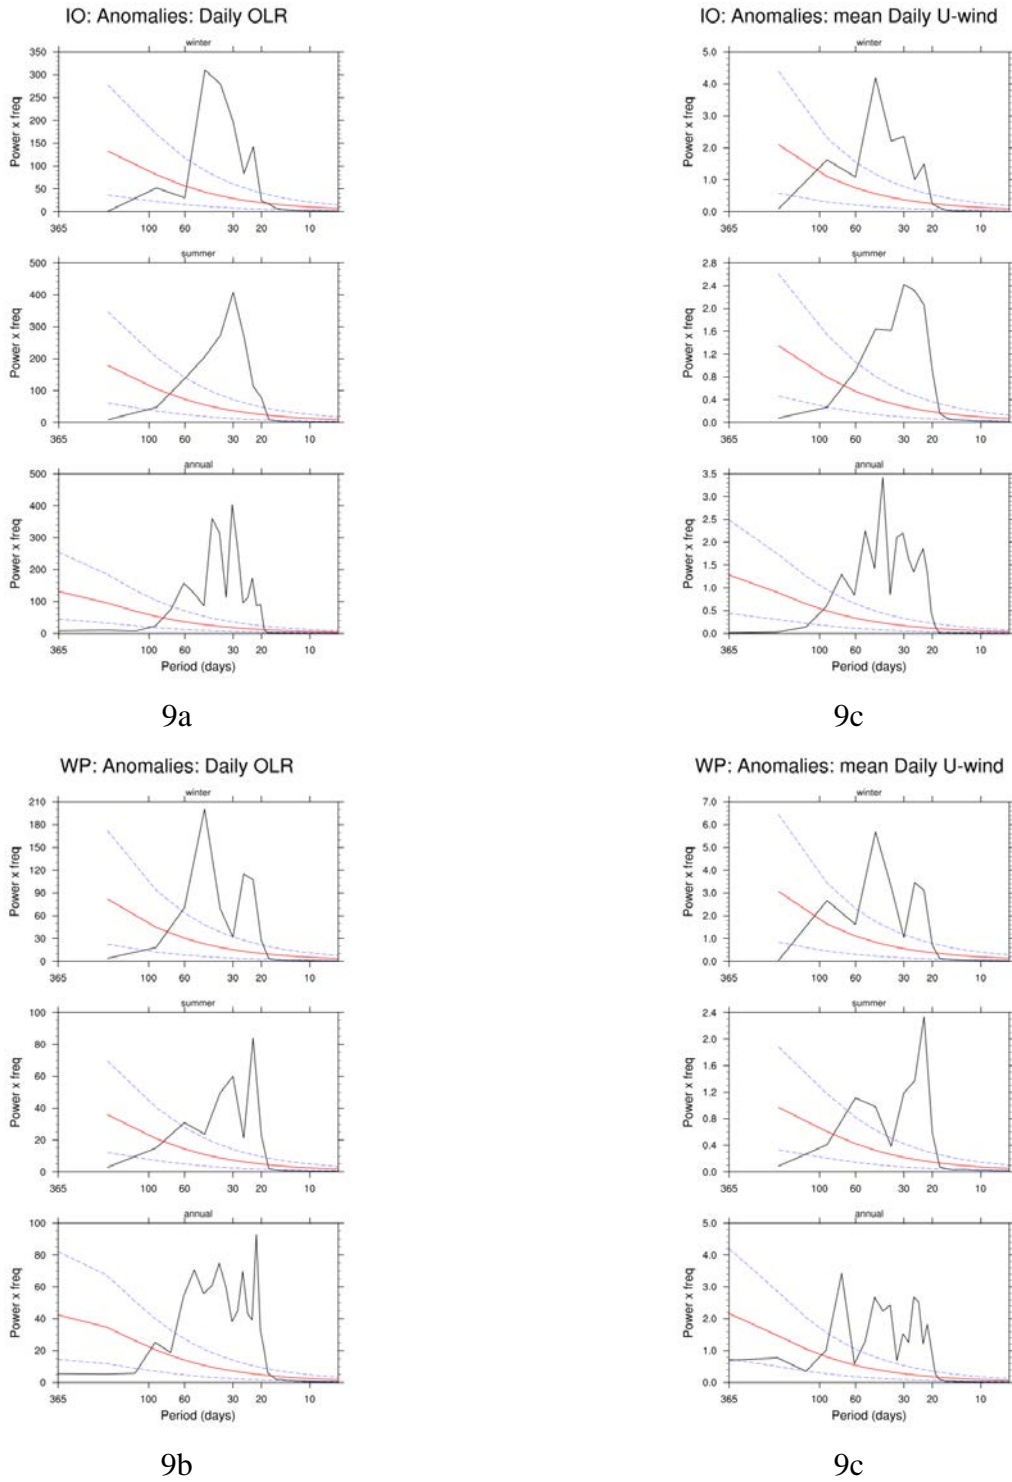 IO: Anomalies: Daily OLR
winter
350
300
250
200
150
100
50
0
Power x freq
365 100 60 30 20 10
summer
500
400
300
200
100
0
Power x freq
365 100 60 30 20 10
annual
500
400
300
200
100
0
Power x freq
365 100 60 30 20 10
Period (days)
9a
IO: Anomalies: mean Daily U-wind
winter
5.0
4.0
3.0
2.0
1.0
0.0
Power x freq
365 100 60 30 20 10
summer
2.8
2.4
2.0
1.6
1.2
0.8
0.4
0.0
Power x freq
365 100 60 30 20 10
annual
3.5
3.0
2.5
2.0
1.5
1.0
0.5
0.0
Power x freq
365 100 60 30 20 10
Period (days)
9c
WP: Anomalies: Daily OLR
winter
210
180
150
120
90
60
30
0
Power x freq
365 100 60 30 20 10
summer
100
80
60
40
20
0
Power x freq
365 100 60 30 20 10
annual
100
80
60
40
20
0
Power x freq
365 100 60 30 20 10
Period (days)
9b
WP: Anomalies: mean Daily U-wind
winter
7.0
6.0
5.0
4.0
3.0
2.0
1.0
0.0
Power x freq
365 100 60 30 20 10
summer
2.4
2.0
1.6
1.2
0.8
0.4
0.0
Power x freq
365 100 60 30 20 10
annual
5.0
4.0
3.0
2.0
1.0
0.0
Power x freq
365 100 60 30 20 10
Period (days)
9c